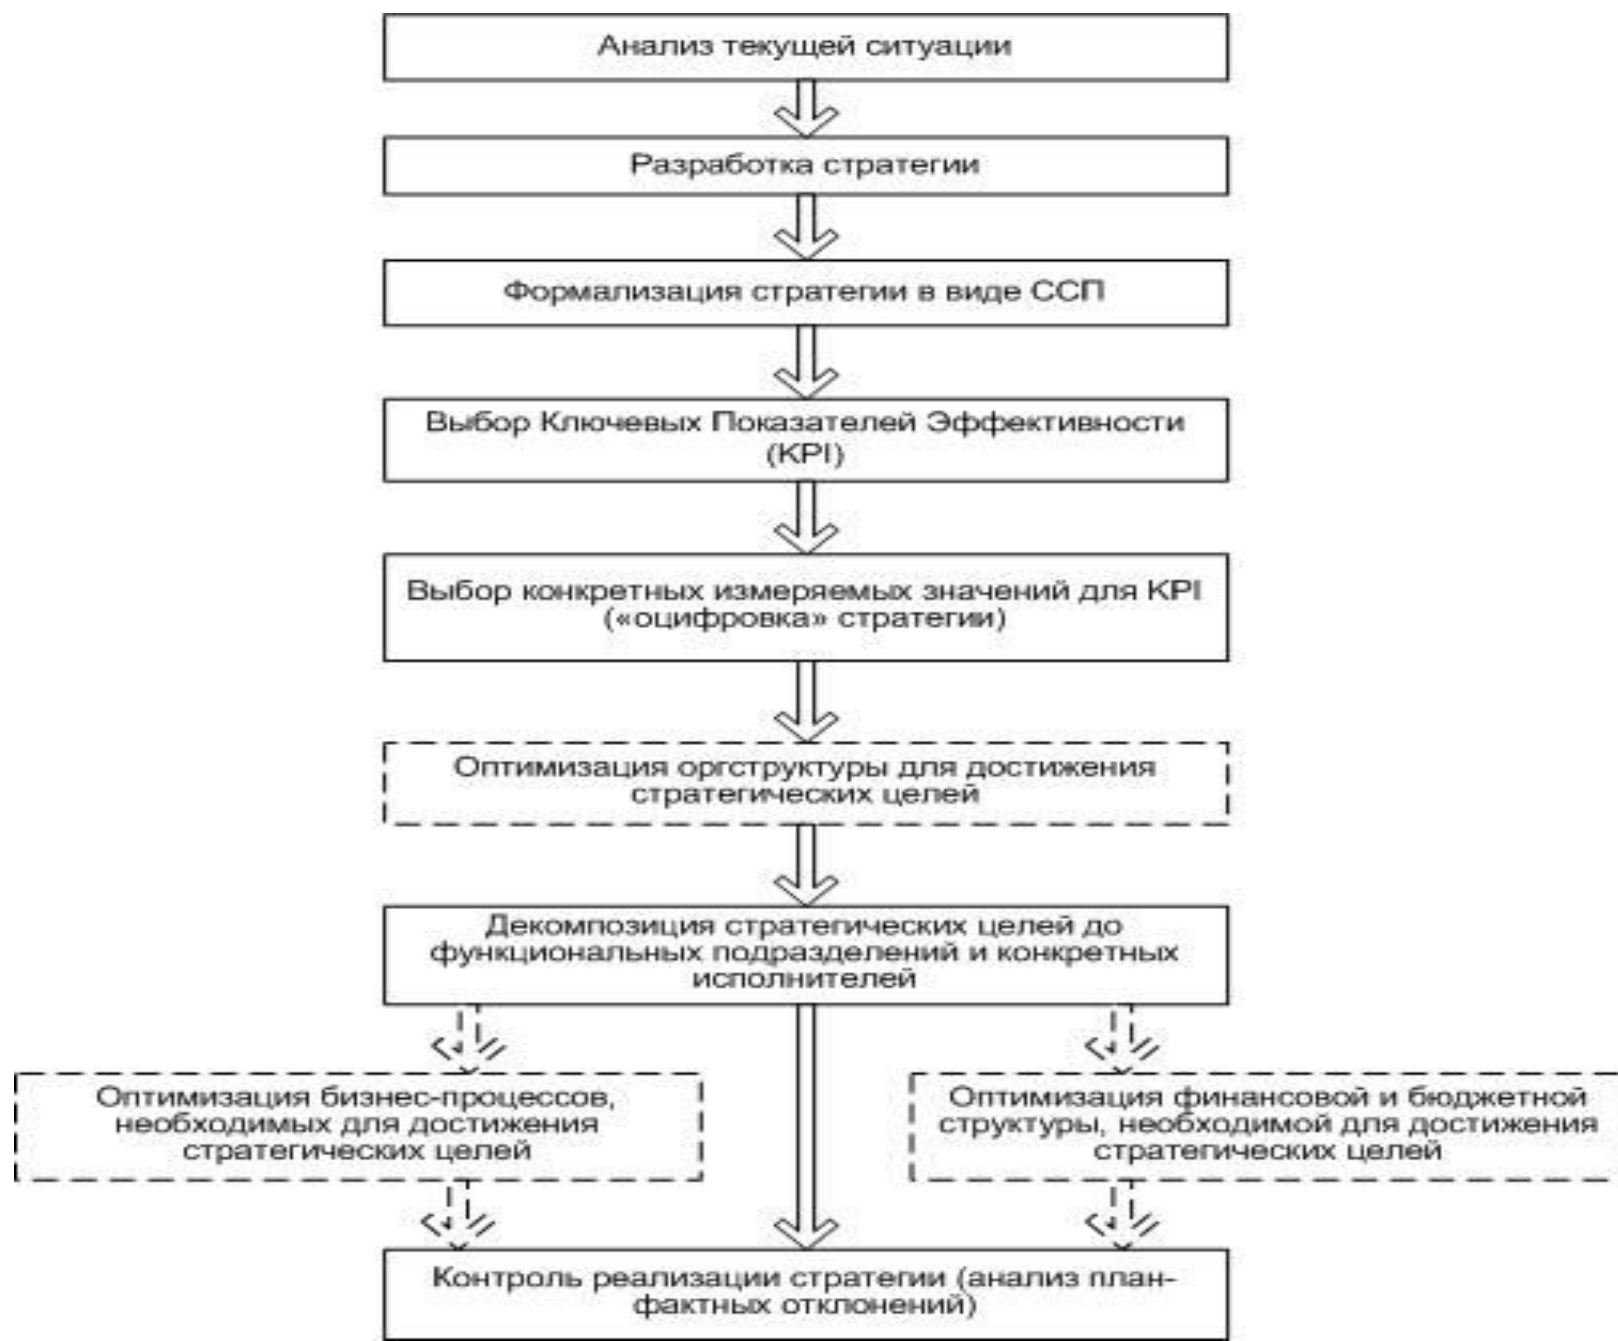 Анализ текущей ситуации
Разработка стратегии
Формализация стратегии в виде ССП
Выбор Ключевых Показателей Эффективности
(KPI)
Выбор конкретных измеряемых значений для KPI
(«оцифровка» стратегии)
Оптимизация оргструктуры для достижения
стратегических целей
Декомпозиция стратегических целей до
функциональных подразделений и конкретных
исполнителей
Оптимизация бизнес-процессов,
необходимых для достижения
стратегических целей
Оптимизация финансовой и бюджетной
структуры, необходимой для достижения
стратегических целей
Контроль реализации стратегии (анализ план-
фактных отклонений)